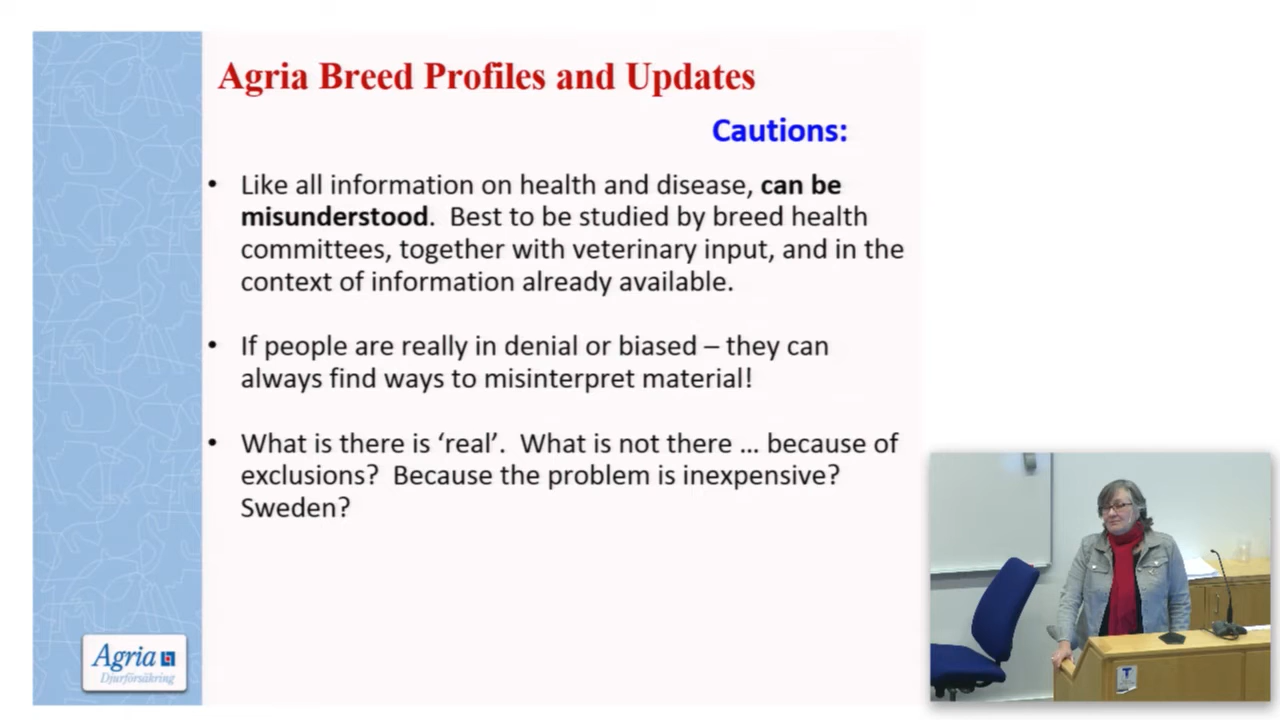 Agria Breed Profiles and Updates
Cautions:
• Like all information on health and disease, can be
misunderstood. Best to be studied by breed health
committees, together with veterinary input, and in the
context of information already available.
• If people are really in denial or biased – they can
always find ways to misinterpret material!
• What is there is ‘real’. What is not there … because of
exclusions? Because the problem is inexpensive?
Sweden?
Agria
Djurförsäkring
T